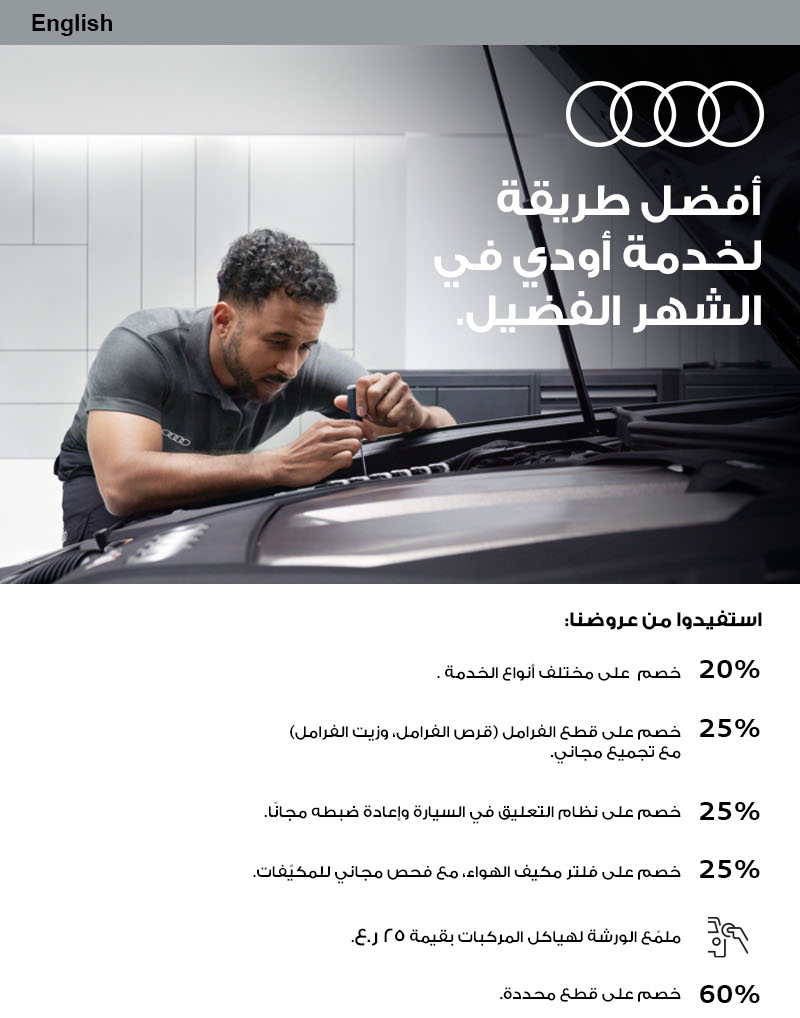 English
أفضل طريقة
لخدمة أودي في
الشهر الفضيل.
استفيدوا من عروضنا:
20% خصم على مختلف أنواع الخدمة .
25% خصم على قطع الفرامل (قرص الفرامل، وزيت الفرامل)
مع تجميع مجاني.
25% خصم على نظام التعليق في السيارة وإعادة ضبطه مجانًا.
25% خصم على فلتر مكيف الهواء، مع فحص مجاني للمكيّفات.
ملمّع الورشة لهياكل المركبات بقيمة ٢٥ ر.ع.
60% خصم على قطع محددة.